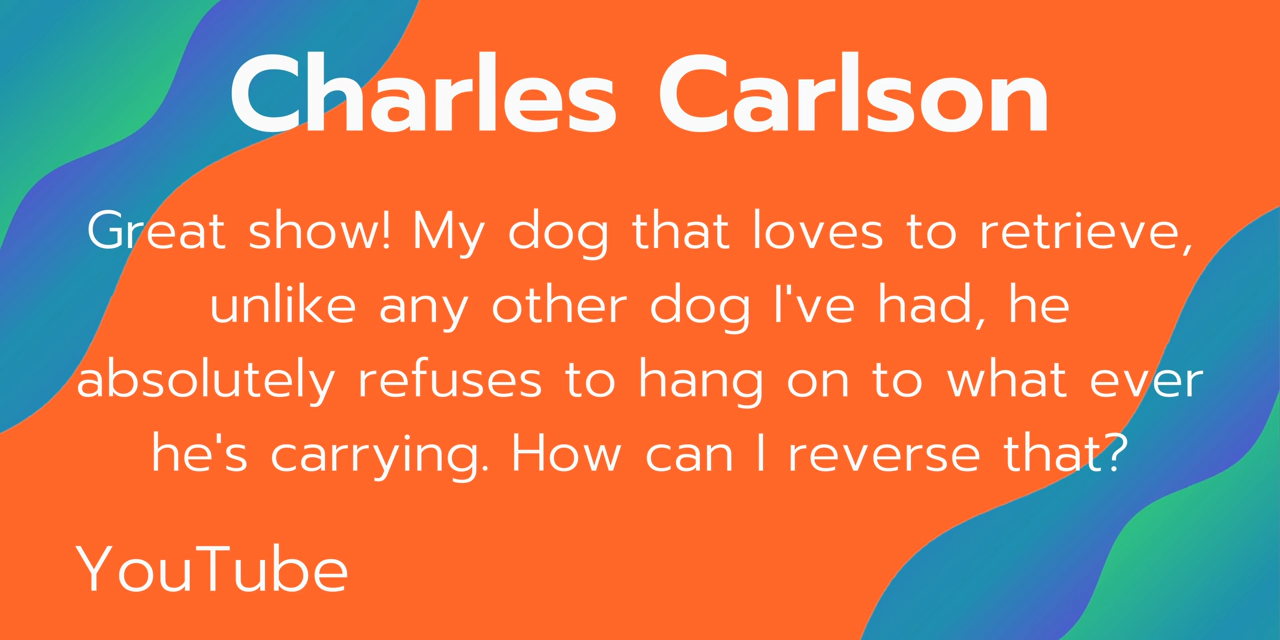 Charles Carlson
Great show! My dog that loves to retrieve,
unlike any other dog I've had, he
absolutely refuses to hang on to what ever
he's carrying. How can I reverse that?
YouTube